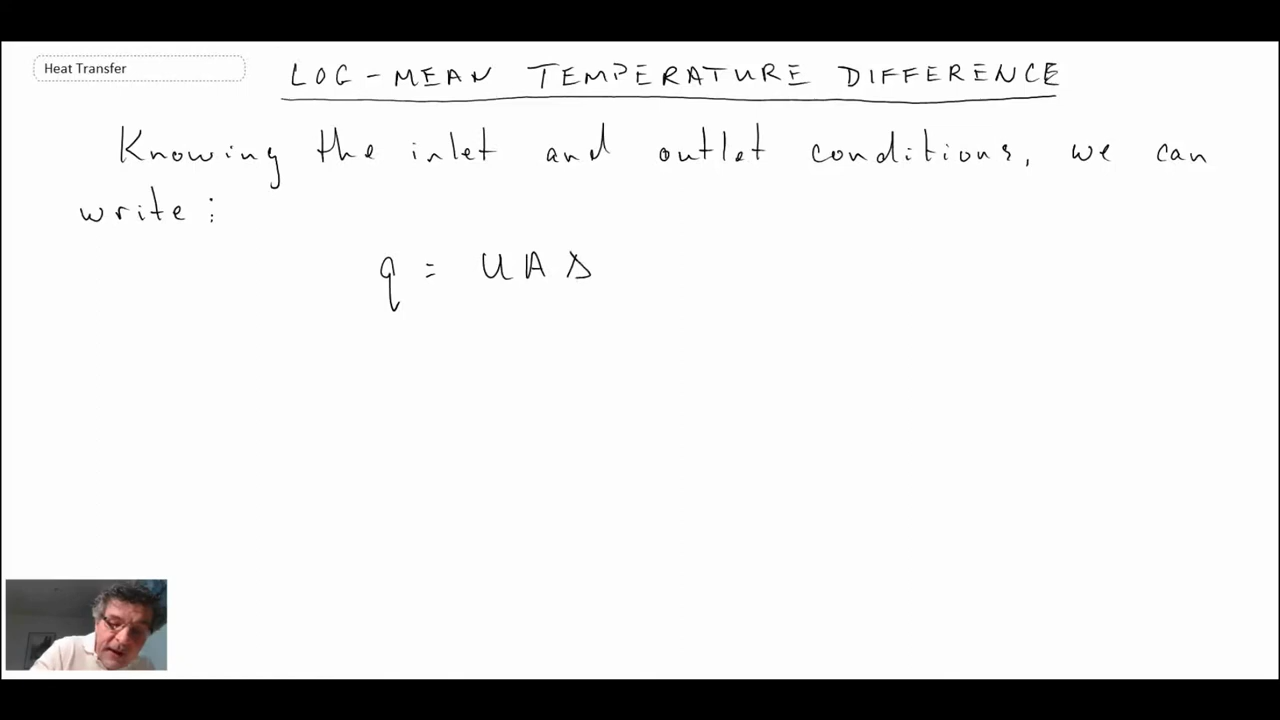 Heat Transfer
LOG-MEAN TEMPERATURE DIFFERENCE
Knowing the inlet and outlet conditions, we can
write:
q = UAΔ